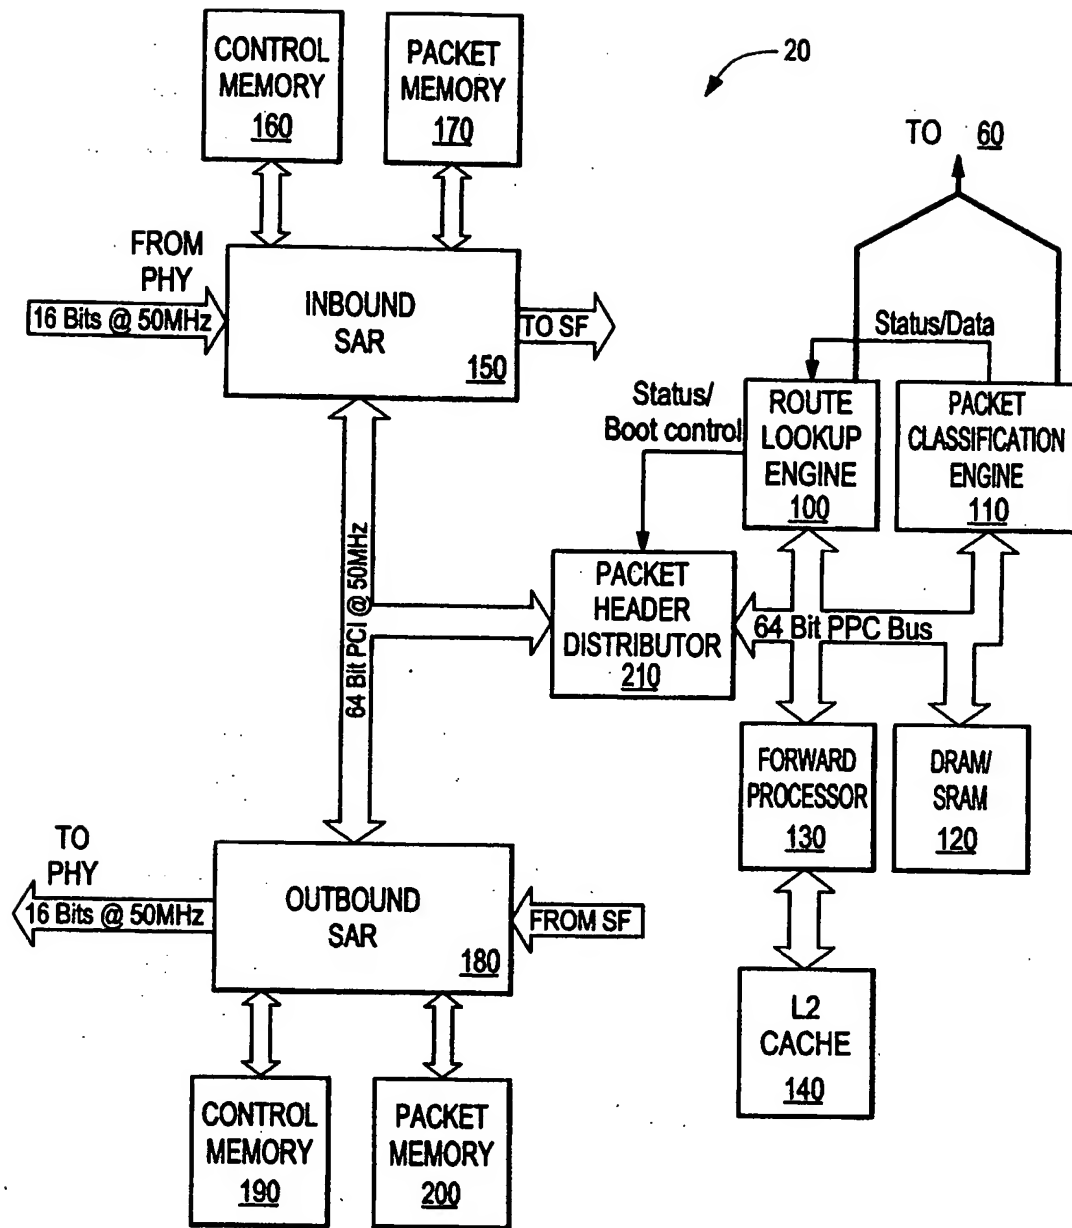 CONTROL
MEMORY
160
PACKET
MEMORY
170
20
TO 60
FROM
PHY
16 Bits @ 50MHz
INBOUND
SAR
150
TO SF
Status/Data
Status/
Boot control
ROUTE
LOOKUP
ENGINE
100
PACKET
CLASSIFICATION
ENGINE
110
64 Bit PCI @ 50MHz
PACKET
HEADER
DISTRIBUTOR
210
64 Bit PPC Bus
FORWARD
PROCESSOR
130
DRAM/
SRAM
120
TO
PHY
16 Bits @ 50MHz
OUTBOUND
SAR
180
FROM SF
L2
CACHE
140
CONTROL
MEMORY
190
PACKET
MEMORY
200